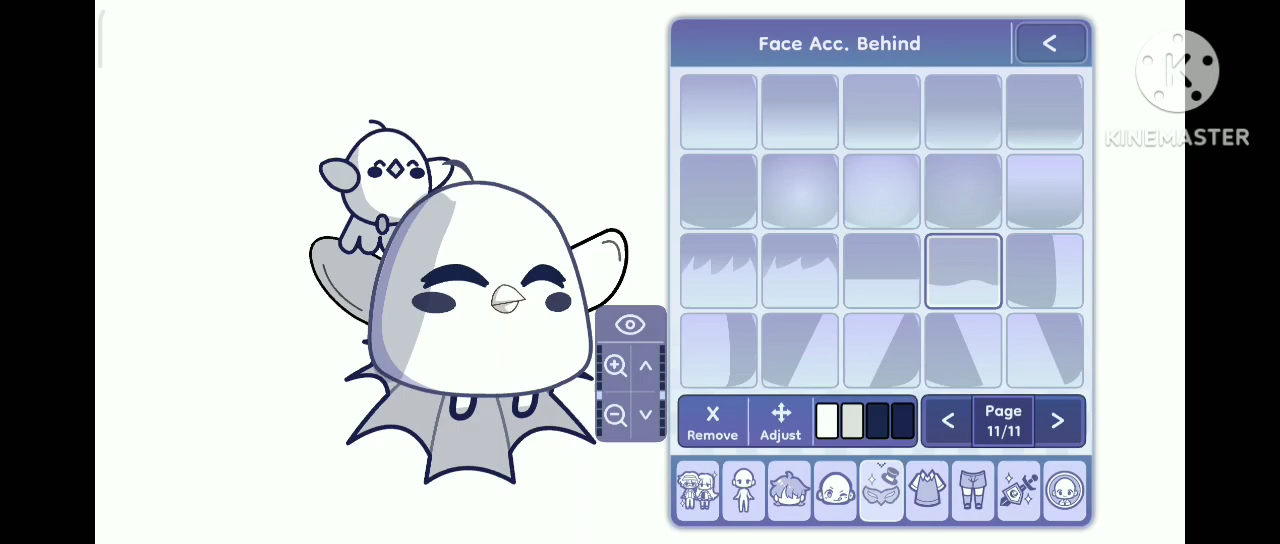 Face Acc. Behind
<
KINEMASTER
X
Remove
Adjust
<
Page
11/11
>